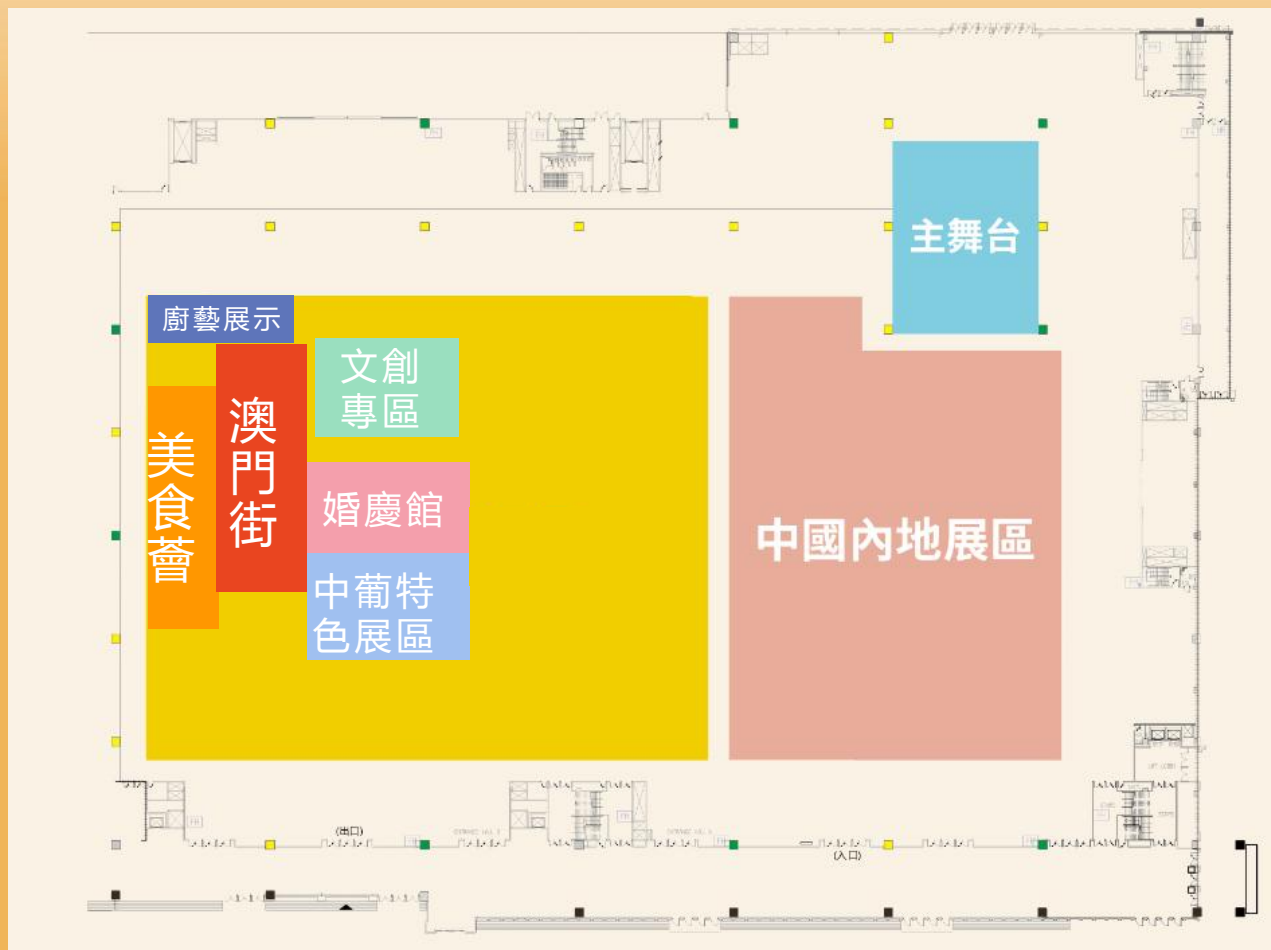 主舞台
廚藝展示
文創
專區
澳門街
美食薈
婚慶館
中國內地展區
中葡特
色展區
(出口)
(入口)